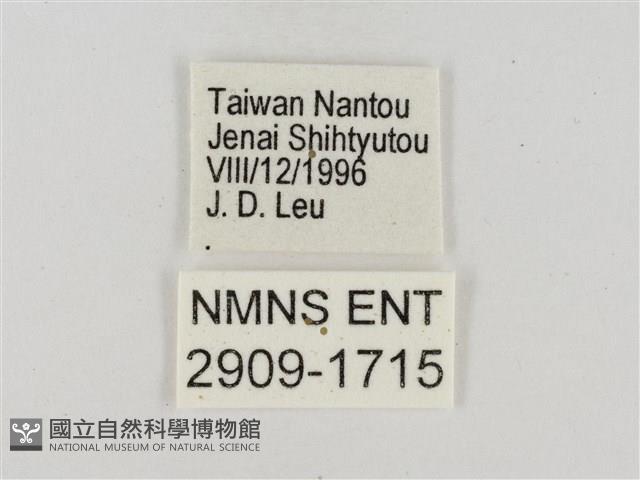 Taiwan Nantou
Jenai Shihtyutou
VIII/12/1996
J. D. Leu
.
NMNS ENT
2909-1715
國立自然科學博物館
NATIONAL MUSEUM OF NATURAL SCIENCE